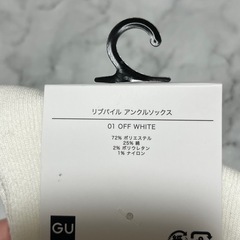 リブパイル アンクルソックス
01 OFF WHITE
72% ポリエステル
25% 綿
2% ポリウレタン
1% ナイロン
GU